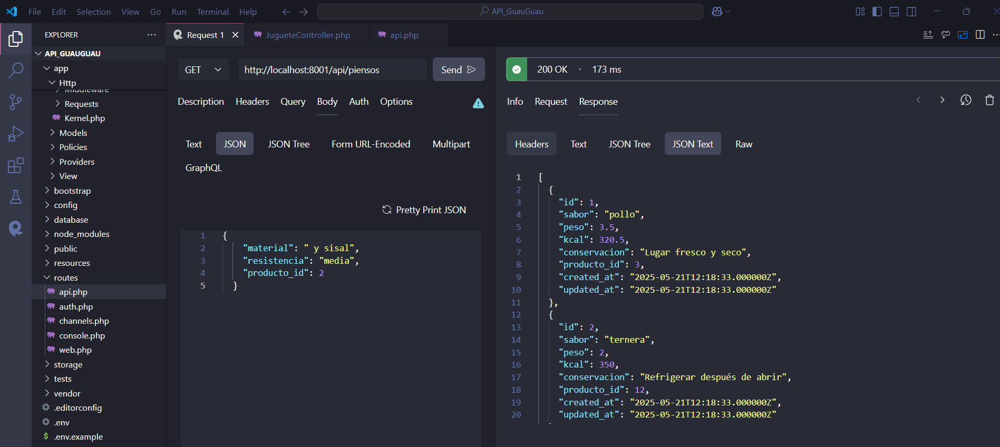 File Edit Selection View Go Run Terminal Help
API_GuauGuau
EXPLORER
API_GUAUGUAU
app
Http
Middleware
Requests
Kernel.php
Models
Policies
Providers
View
bootstrap
config
database
node_modules
public
resources
routes
api.php
auth.php
channels.php
console.php
web.php
storage
tests
vendor
.editorconfig
.env
$ .env.example
Request 1
JugueteController.php
api.php
GET
http://localhost:8001/api/piensos
Send
Description Headers Query Body Auth Options
Text JSON JSON Tree Form URL-Encoded Multipart
GraphQL
Pretty Print JSON
1 {
2 "material": " y sisal",
3 "resistencia": "media",
4 "producto_id": 2
5 }
200 OK · 173 ms
Info Request Response
Headers Text JSON Tree JSON Text Raw
1 [
2 {
3 "id": 1,
4 "sabor": "pollo",
5 "peso": 3.5,
6 "kcal": 320.5,
7 "conservacion": "Lugar fresco y seco",
8 "producto_id": 3,
9 "created_at": "2025-05-21T12:18:33.000000Z",
10 "updated_at": "2025-05-21T12:18:33.000000Z"
11 },
12 {
13 "id": 2,
14 "sabor": "ternera",
15 "peso": 2,
16 "kcal": 350,
17 "conservacion": "Refrigerar después de abrir",
18 "producto_id": 12,
19 "created_at": "2025-05-21T12:18:33.000000Z",
20 "updated_at": "2025-05-21T12:18:33.000000Z"